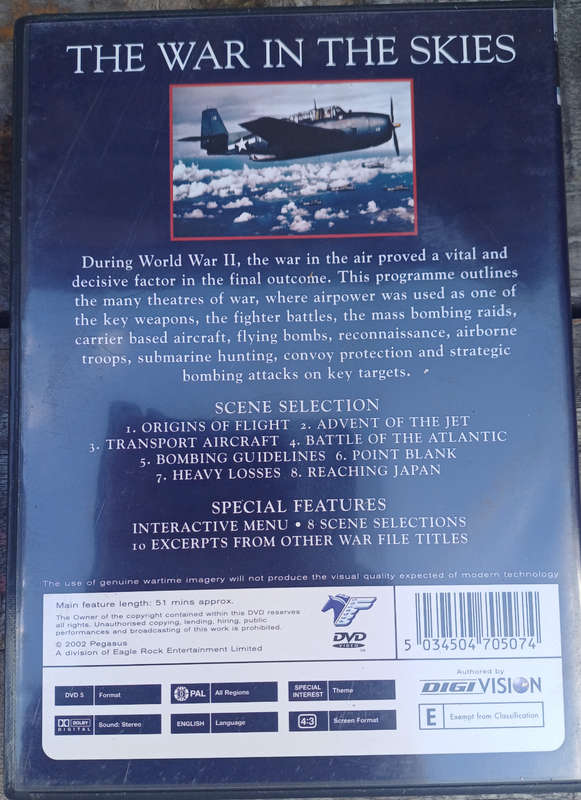 THE WAR IN THE SKIES
During World War II, the war in the air proved a vital and
decisive factor in the final outcome. This programme outlines
the many theatres of war, where airpower was used as one of
the key weapons, the fighter battles, the mass bombing raids,
carrier based aircraft, flying bombs, reconnaissance, airborne
troops, submarine hunting, convoy protection and strategic
bombing attacks on key targets.
SCENE SELECTION
1. ORIGINS OF FLIGHT 2. ADVENT OF THE JET
3. TRANSPORT AIRCRAFT 4. BATTLE OF THE ATLANTIC
5. BOMBING GUIDELINES 6. POINT BLANK
7. HEAVY LOSSES 8. REACHING JAPAN
SPECIAL FEATURES
INTERACTIVE MENU • 8 SCENE SELECTIONS
10 EXCERPTS FROM OTHER WAR FILE TITLES
The use of genuine wartime imagery will not produce the visual quality expected of modern technology
Main feature length: 51 mins approx.
The Owner of the copyright contained within this DVD reserves
all rights. Unauthorised copying, lending, hiring, public
performances and broadcasting of this work is prohibited.
© 2002 Pegasus
A division of Eagle Rock Entertainment Limited
DVD
VIDEO
5 034504 705074
DVD 5 Format
PAL All Regions
SPECIAL INTEREST Theme
DOLBY DIGITAL Sound: Stereo
ENGLISH Language
4:3 Screen Format
Authored by
DIGIVISION
E Exempt from Classification